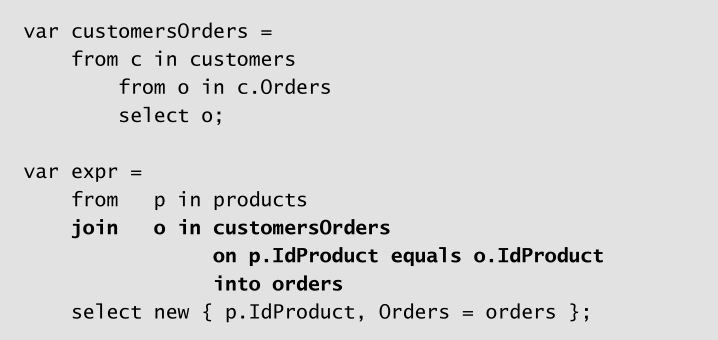 var customersOrders =
    from c in customers
        from o in c.Orders
        select o;

var expr =
    from   p in products
    join   o in customersOrders
                on p.IdProduct equals o.IdProduct
                into orders
    select new { p.IdProduct, Orders = orders };